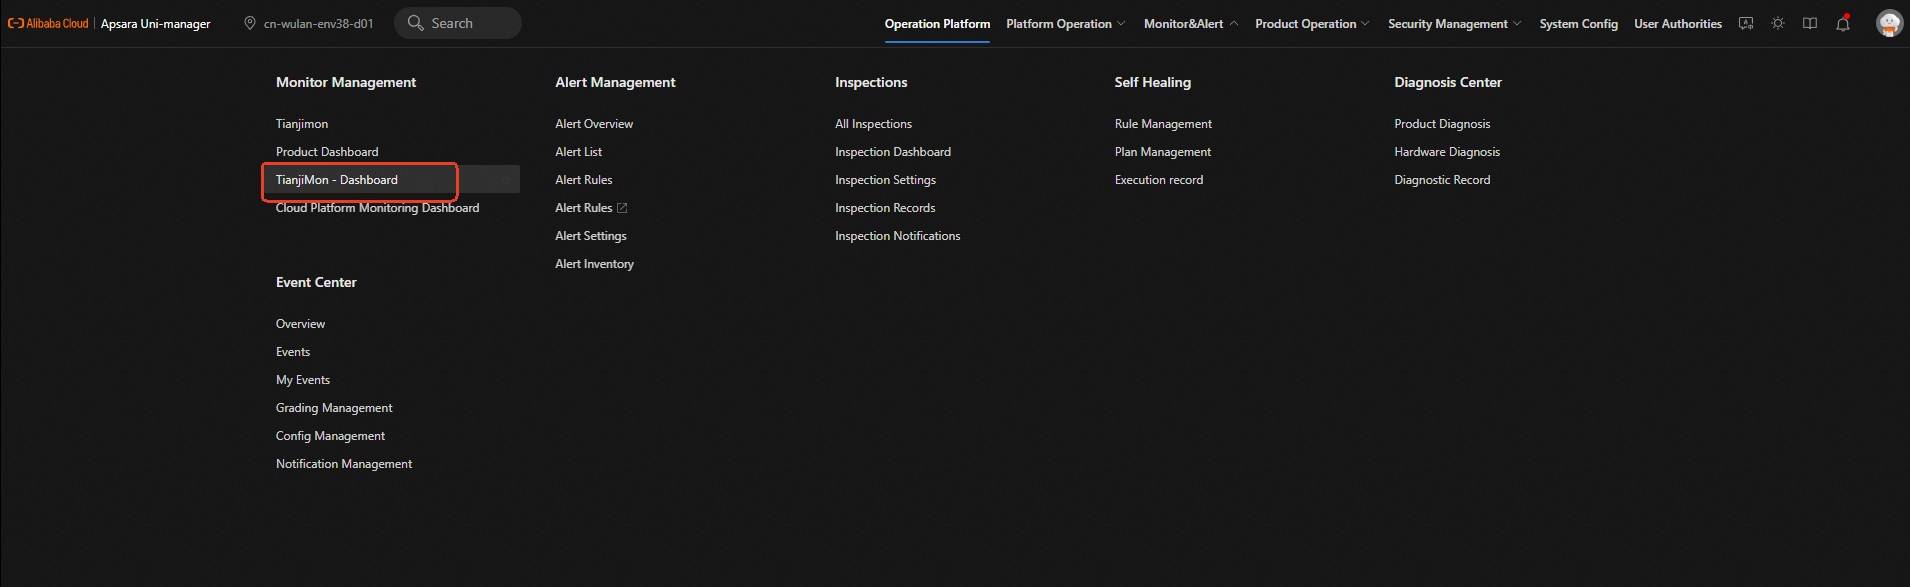 Alibaba Cloud | Apsara Uni-manager
cn-wulan-env38-d01
Search
Operation Platform
Platform Operation
Monitor&Alert
Product Operation
Security Management
System Config
User Authorities
Monitor Management
Tianjimon
Product Dashboard
TianjiMon - Dashboard
Cloud Platform Monitoring Dashboard
Event Center
Overview
Events
My Events
Grading Management
Config Management
Notification Management
Alert Management
Alert Overview
Alert List
Alert Rules
Alert Rules
Alert Settings
Alert Inventory
Inspections
All Inspections
Inspection Dashboard
Inspection Settings
Inspection Records
Inspection Notifications
Self Healing
Rule Management
Plan Management
Execution record
Diagnosis Center
Product Diagnosis
Hardware Diagnosis
Diagnostic Record